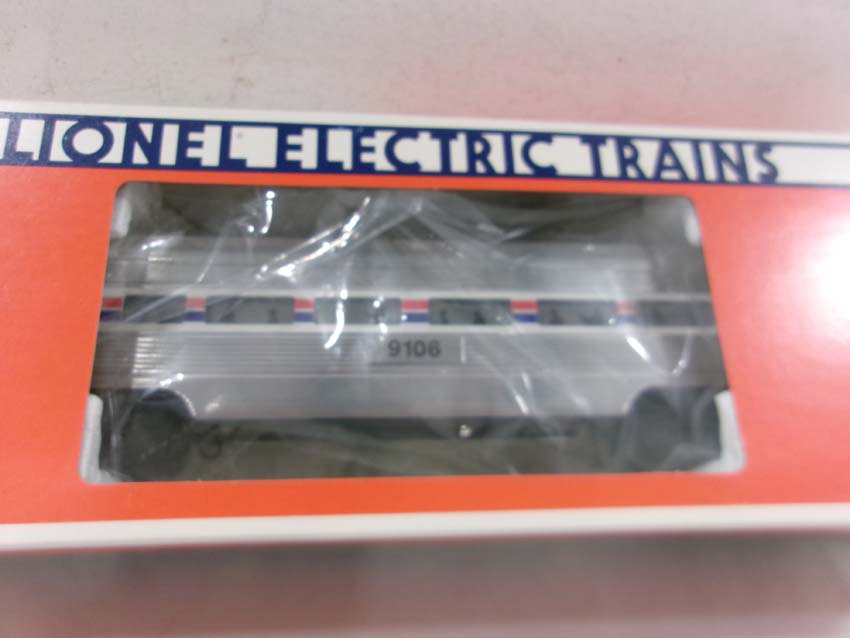 LIONEL ELECTRIC TRAINS
9106